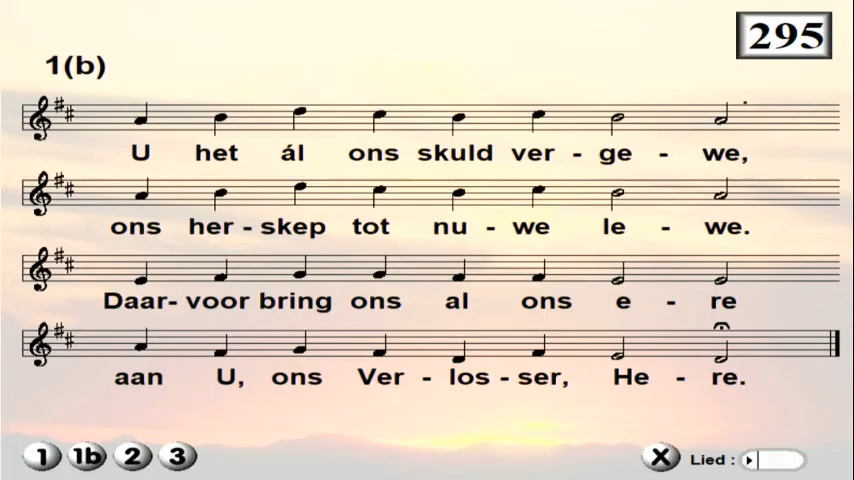 295
1(b)
U het ál ons skuld ver - ge - we,
ons her - skep tot nu - we le - we.
Daar- voor bring ons al ons e - re
aan U, ons Ver - los - ser, He - re.
1 1b 2 3 X Lied :